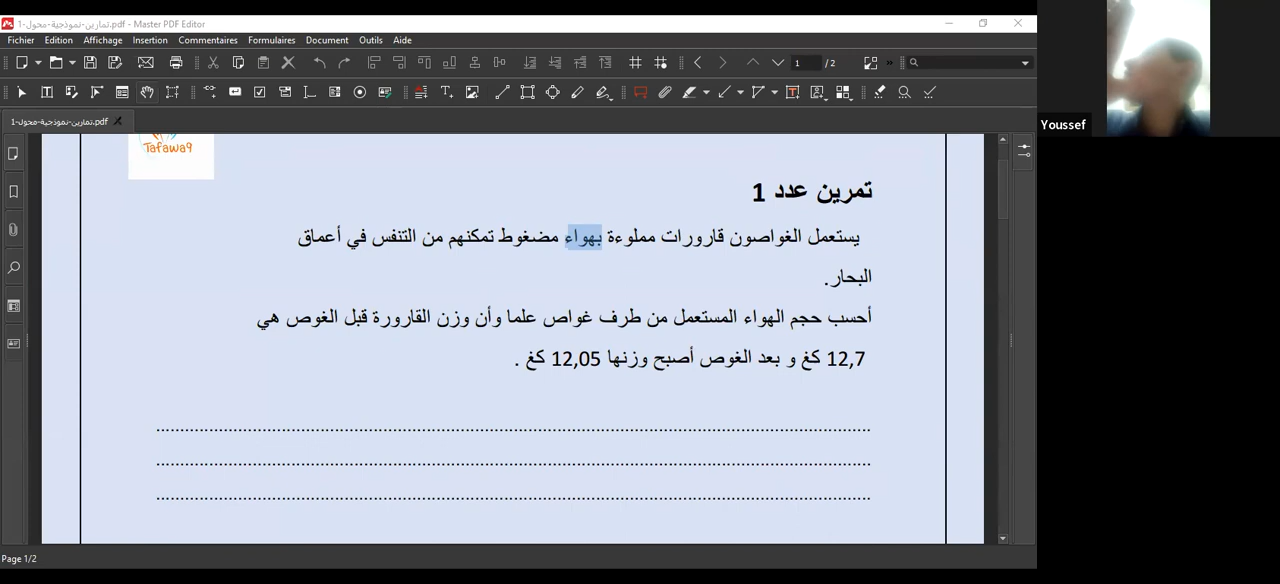 1-تمارين-نموذجية-محول.pdf - Master PDF Editor
Fichier Edition Affichage Insertion Commentaires Formulaires Document Outils Aide
1 / 2
1-تمارين-نموذجية-محول.pdf
Youssef
Tafawa9
تمرين عدد 1
يستعمل الغواصون قارورات مملوءة بهواء مضغوط تمكنهم من التنفس في أعماق
البحار.
أحسب حجم الهواء المستعمل من طرف غواص علما وأن وزن القارورة قبل الغوص هي
12,7 كغ و بعد الغوص أصبح وزنها 12,05 كغ .
Page 1/2